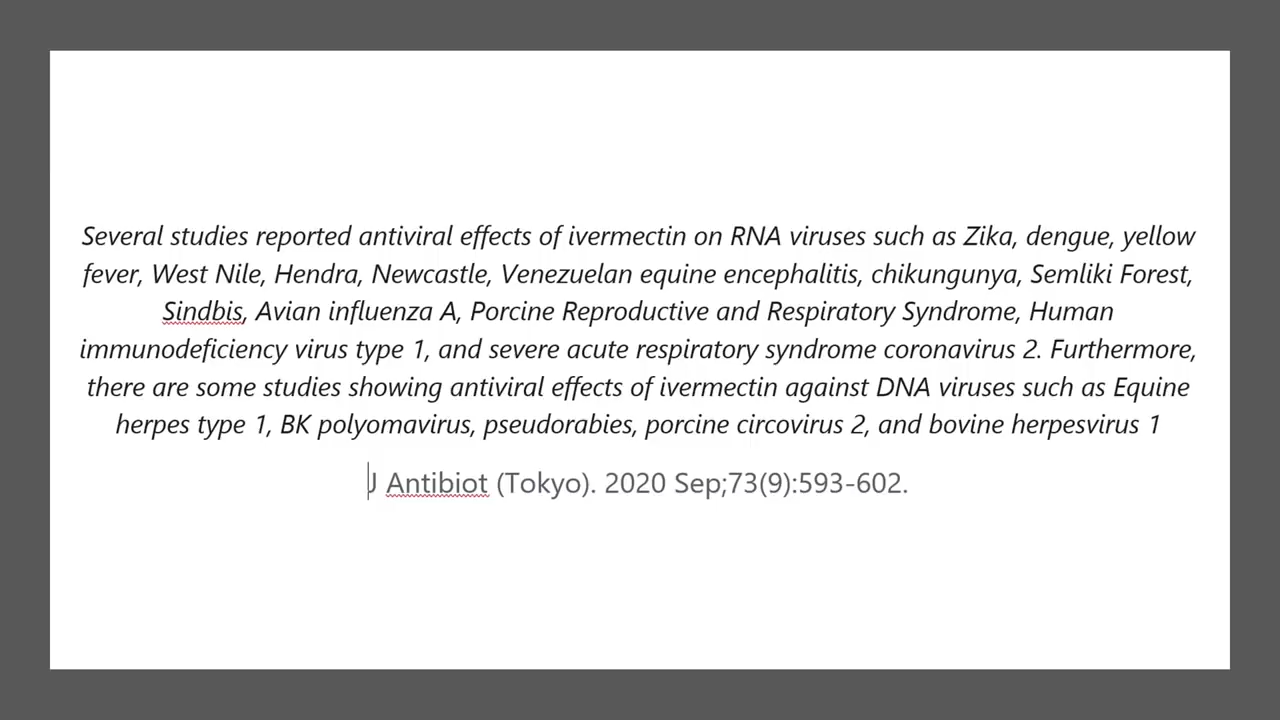 Several studies reported antiviral effects of ivermectin on RNA viruses such as Zika, dengue, yellow
fever, West Nile, Hendra, Newcastle, Venezuelan equine encephalitis, chikungunya, Semliki Forest,
Sindbis, Avian influenza A, Porcine Reproductive and Respiratory Syndrome, Human
immunodeficiency virus type 1, and severe acute respiratory syndrome coronavirus 2. Furthermore,
there are some studies showing antiviral effects of ivermectin against DNA viruses such as Equine
herpes type 1, BK polyomavirus, pseudorabies, porcine circovirus 2, and bovine herpesvirus 1
J Antibiot (Tokyo). 2020 Sep;73(9):593-602.